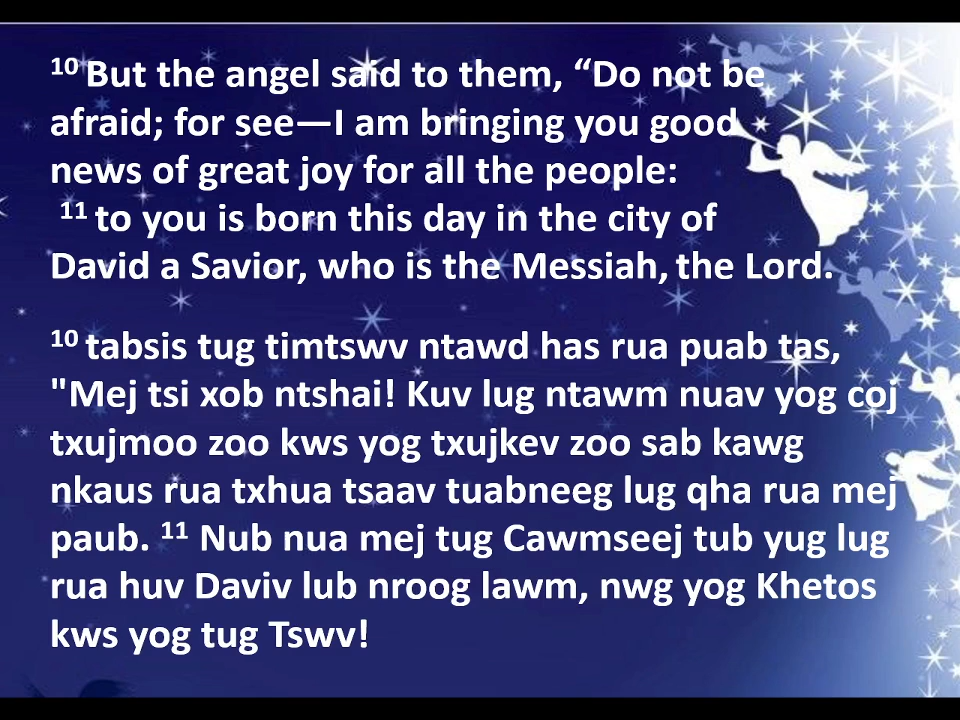 10 But the angel said to them, “Do not be
afraid; for see—I am bringing you good
news of great joy for all the people:
11 to you is born this day in the city of
David a Savior, who is the Messiah, the Lord.
10 tabsis tug timtswv ntawd has rua puab tas,
"Mej tsi xob ntshai! Kuv lug ntawm nuav yog coj
txujmoo zoo kws yog txujkev zoo sab kawg
nkaus rua txhua tsaav tuabneeg lug qha rua mej
paub. 11 Nub nua mej tug Cawmseej tub yug lug
rua huv Daviv lub nroog lawm, nwg yog Khetos
kws yog tug Tswv!